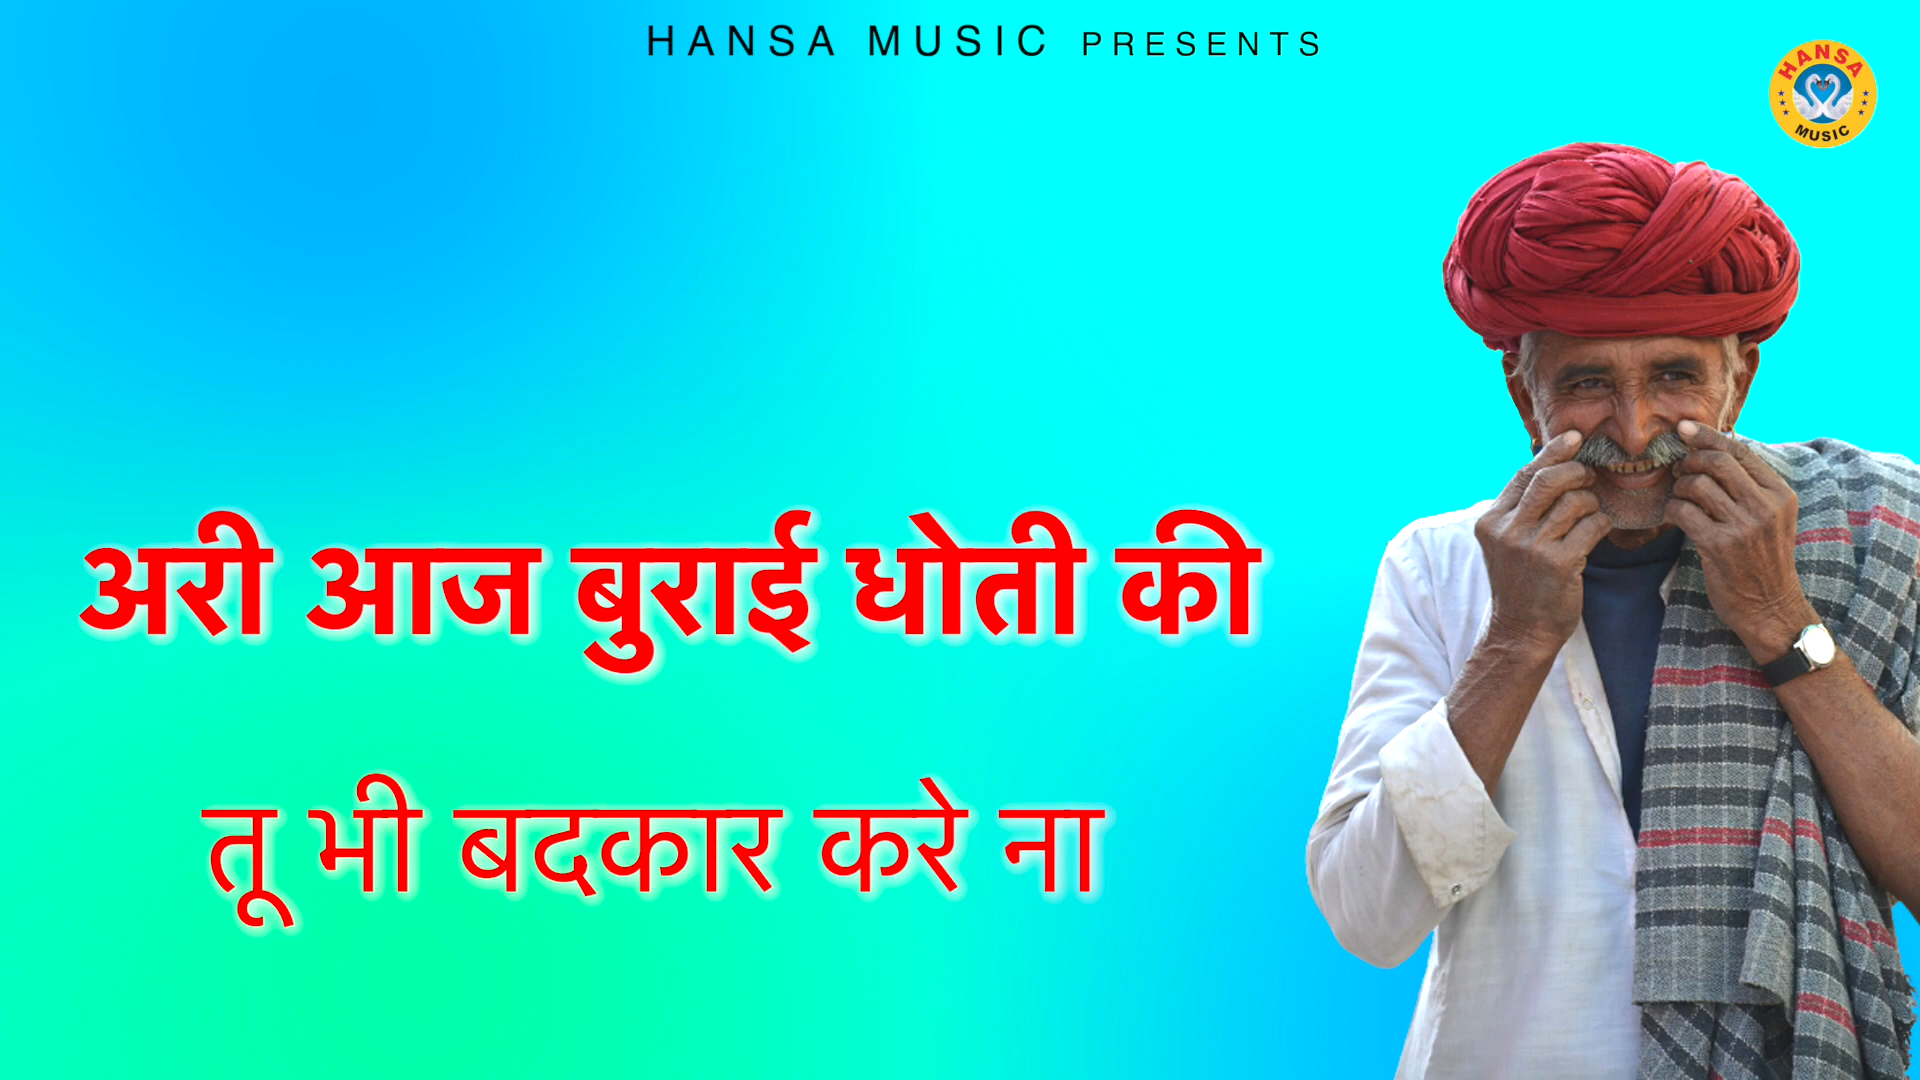 HANSA MUSIC PRESENTS
HANSA
MUSIC
अरी आज बुराई धोती की
तू भी बदकार करे ना